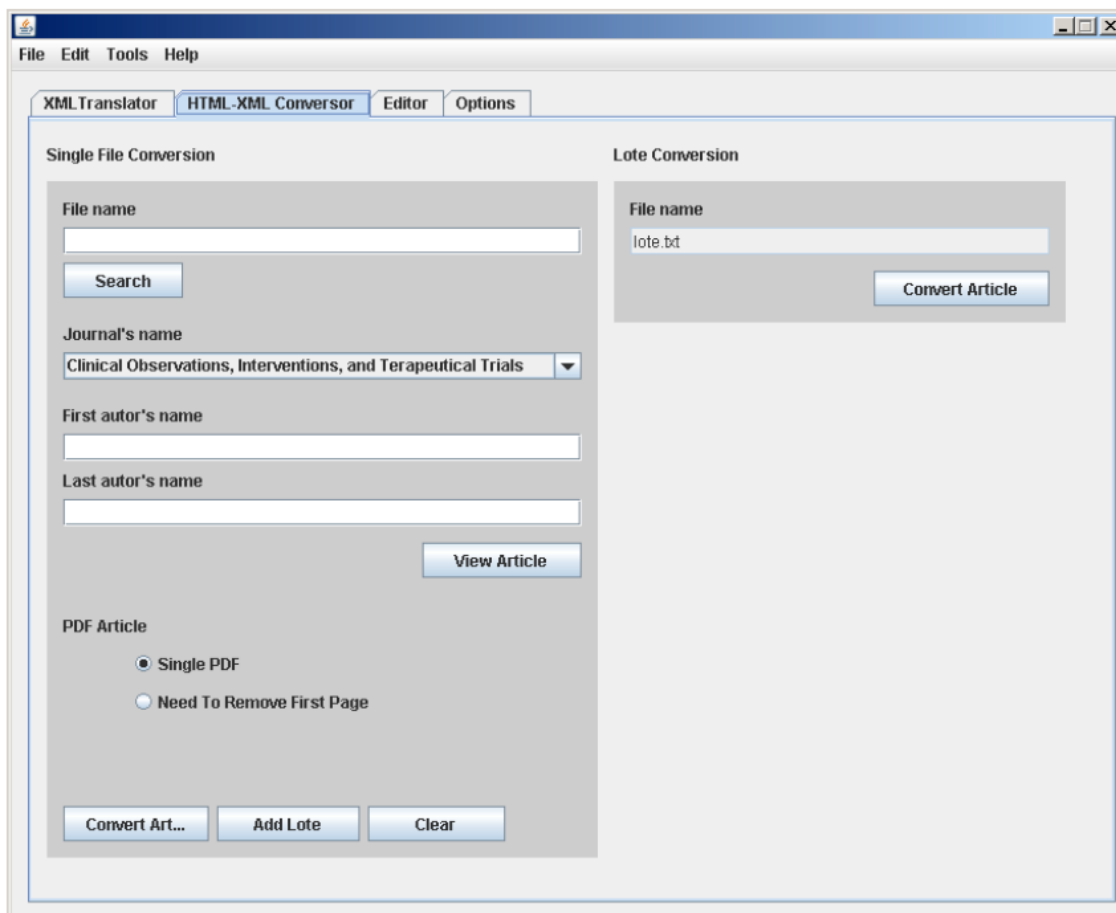 File Edit Tools Help
XMLTranslator HTML-XML Conversor Editor Options
Single File Conversion
File name
Search
Journal's name
Clinical Observations, Interventions, and Terapeutical Trials
First autor's name
Last autor's name
View Article
PDF Article
Single PDF
Need To Remove First Page
Convert Art... Add Lote Clear
Lote Conversion
File name
lote.txt
Convert Article